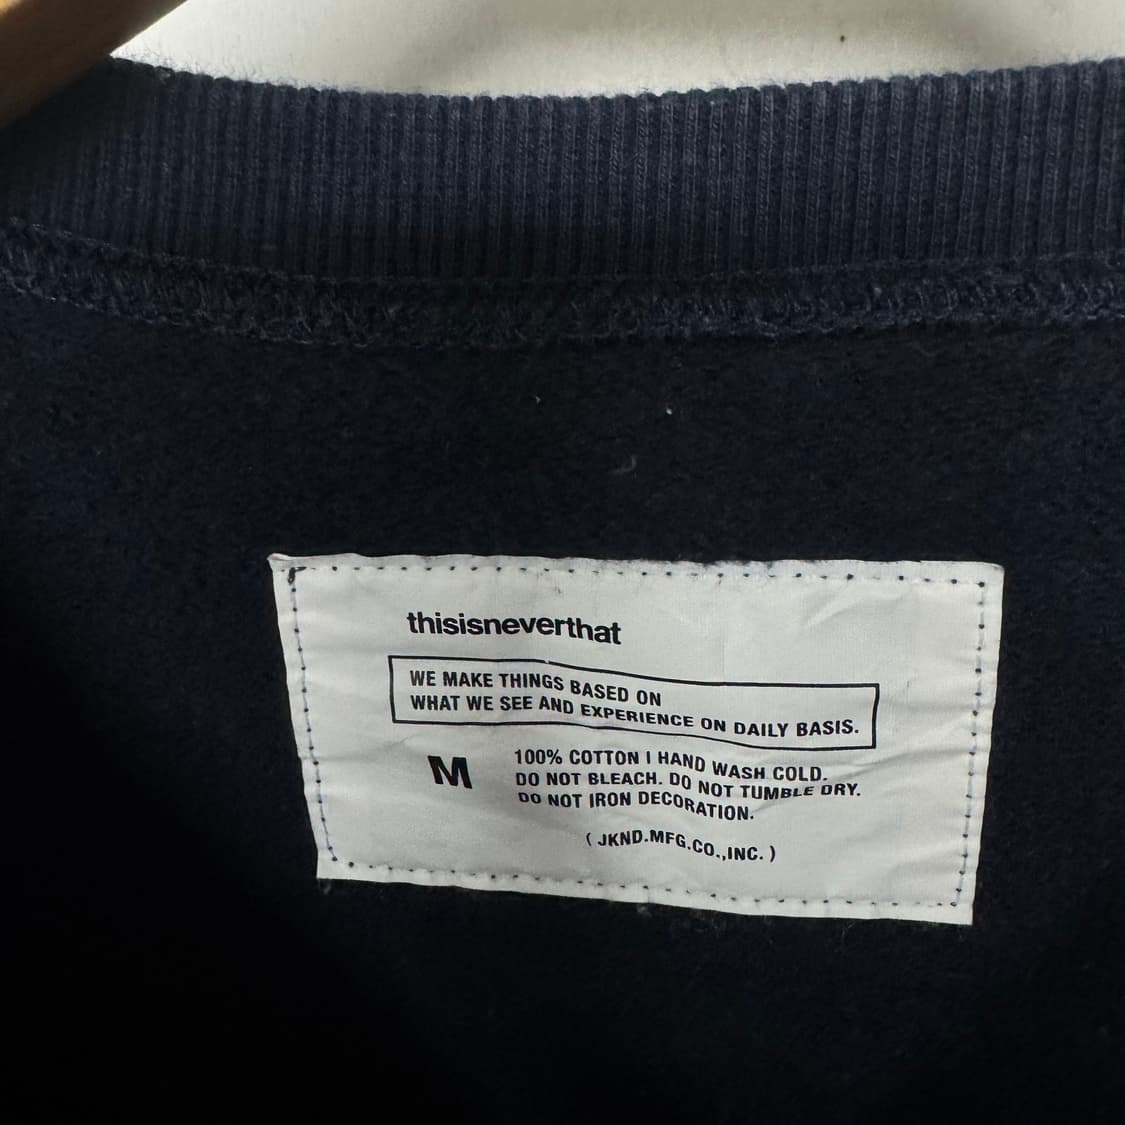 thisisneverthat
WE MAKE THINGS BASED ON
WHAT WE SEE AND EXPERIENCE ON DAILY BASIS.
M
100% COTTON I HAND WASH COLD.
DO NOT BLEACH. DO NOT TUMBLE DRY.
DO NOT IRON DECORATION.
( JKND.MFG.CO.,INC. )